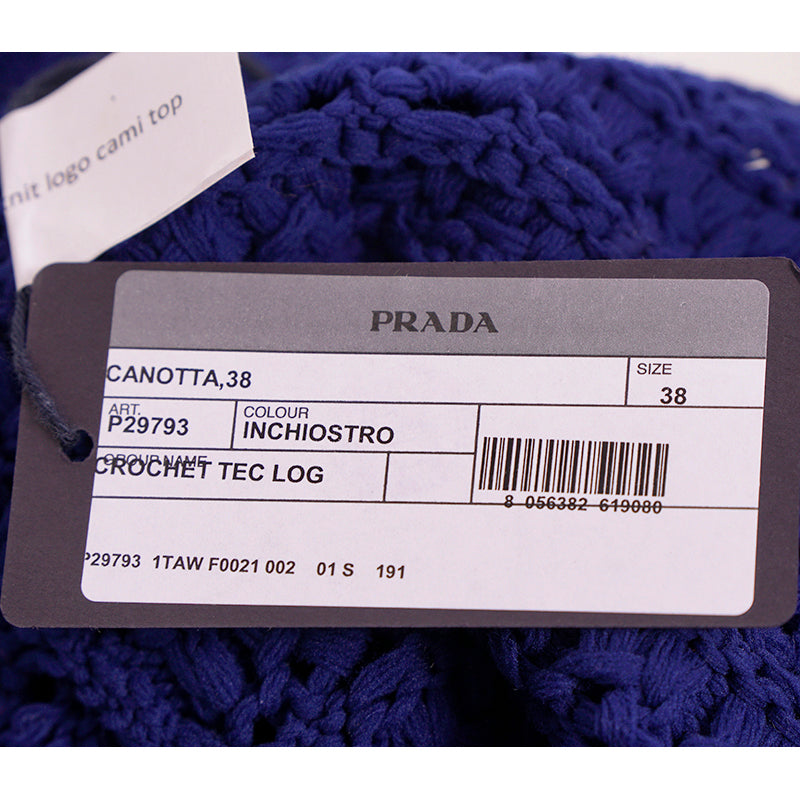 logo cami top
PRADA
CANOTTA,38
SIZE
38
ART.
P29793
COLOUR
INCHIOSTRO
GROUP NAME
CROCHET TEC LOG
8 056382 619080
P29793 1TAW F0021 002 01 S 191